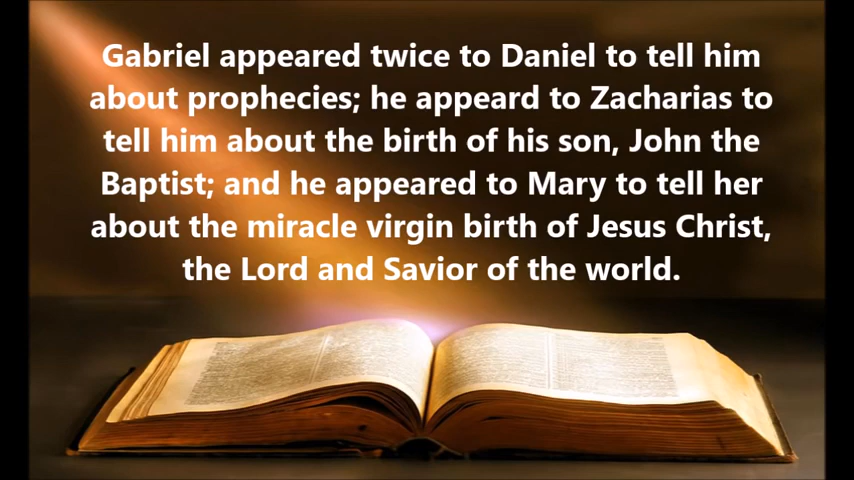 Gabriel appeared twice to Daniel to tell him
about prophecies; he appeard to Zacharias to
tell him about the birth of his son, John the
Baptist; and he appeared to Mary to tell her
about the miracle virgin birth of Jesus Christ,
the Lord and Savior of the world.